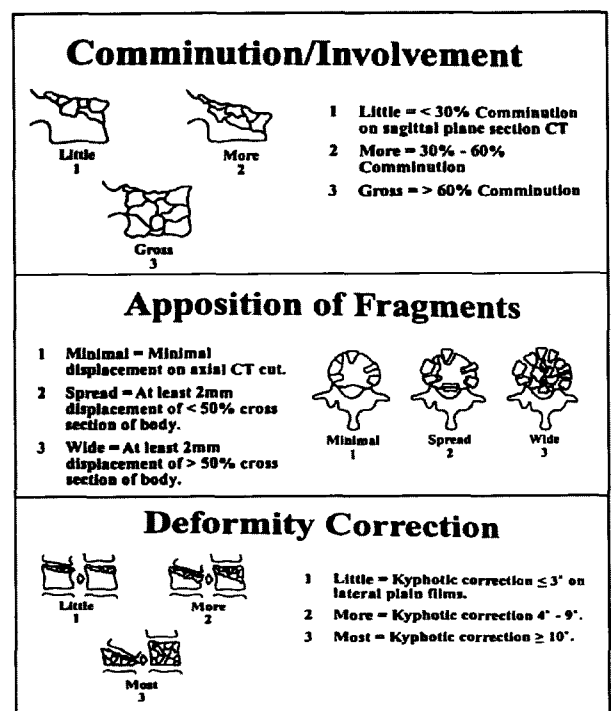 Comminution/Involvement
Little
1
More
2
Gross
3
1 Little = < 30% Comminution
on sagittal plane section CT
2 More = 30% - 60%
Comminution
3 Gross = > 60% Comminution
Apposition of Fragments
1 Minimal = Minimal
displacement on axial CT cut.
2 Spread = At least 2mm
displacement of < 50% cross
section of body.
3 Wide = At least 2mm
displacement of > 50% cross
section of body.
Minimal
1
Spread
2
Wide
3
Deformity Correction
Little
1
More
2
Most
3
1 Little = Kyphotic correction ≤ 3° on
lateral plain films.
2 More = Kyphotic correction 4° - 9°.
3 Most = Kyphotic correction ≥ 10°.